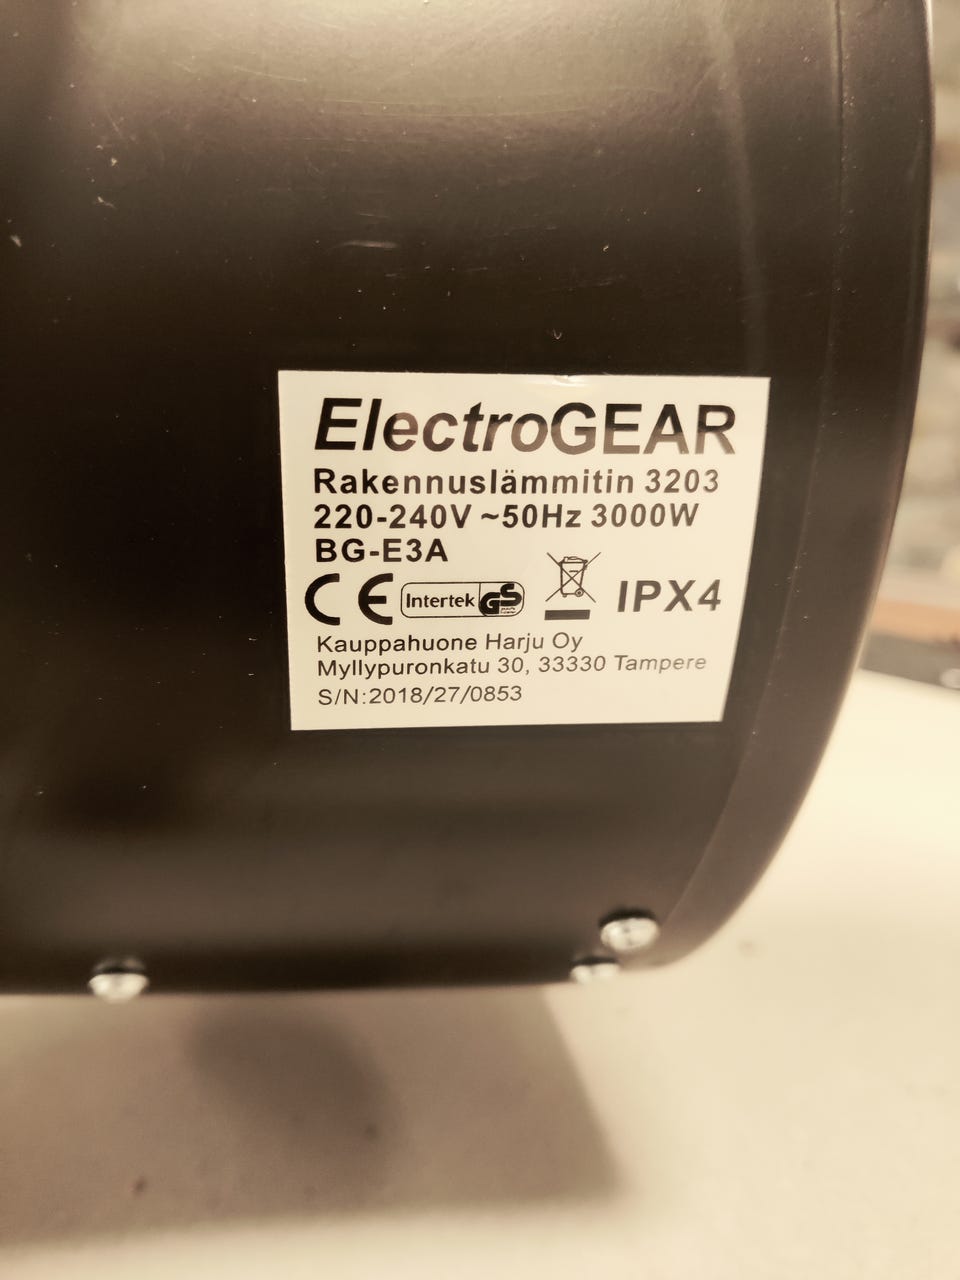 ElectroGEAR
Rakennuslämmitin 3203
220-240V ~50Hz 3000W
BG-E3A
CE Intertek GS IPX4
Kauppahuone Harju Oy
Myllypuronkatu 30, 33330 Tampere
S/N:2018/27/0853